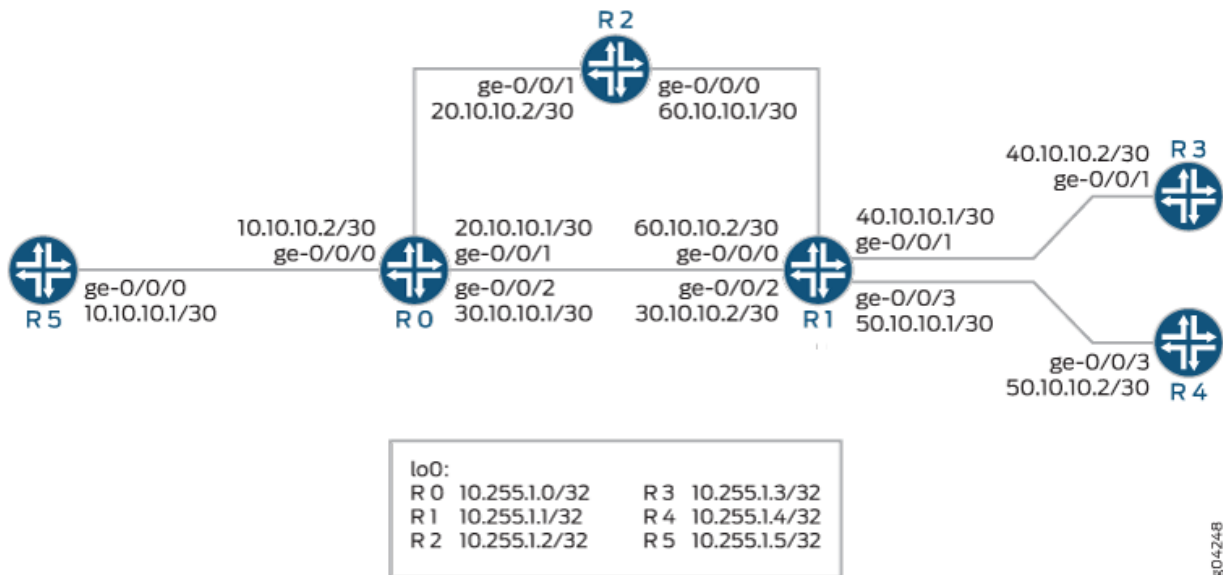 R 2
ge-0/0/1
20.10.10.2/30
ge-0/0/0
60.10.10.1/30
40.10.10.2/30
ge-0/0/1
R 3
10.10.10.2/30
ge-0/0/0
20.10.10.1/30
ge-0/0/1
60.10.10.2/30
ge-0/0/0
40.10.10.1/30
ge-0/0/1
ge-0/0/0
10.10.10.1/30
R 5
R 0
ge-0/0/2
30.10.10.1/30
ge-0/0/2
30.10.10.2/30
R 1
ge-0/0/3
50.10.10.1/30
ge-0/0/3
50.10.10.2/30
R 4
lo0:
R 0 10.255.1.0/32 R 3 10.255.1.3/32
R 1 10.255.1.1/32 R 4 10.255.1.4/32
R 2 10.255.1.2/32 R 5 10.255.1.5/32
g04248